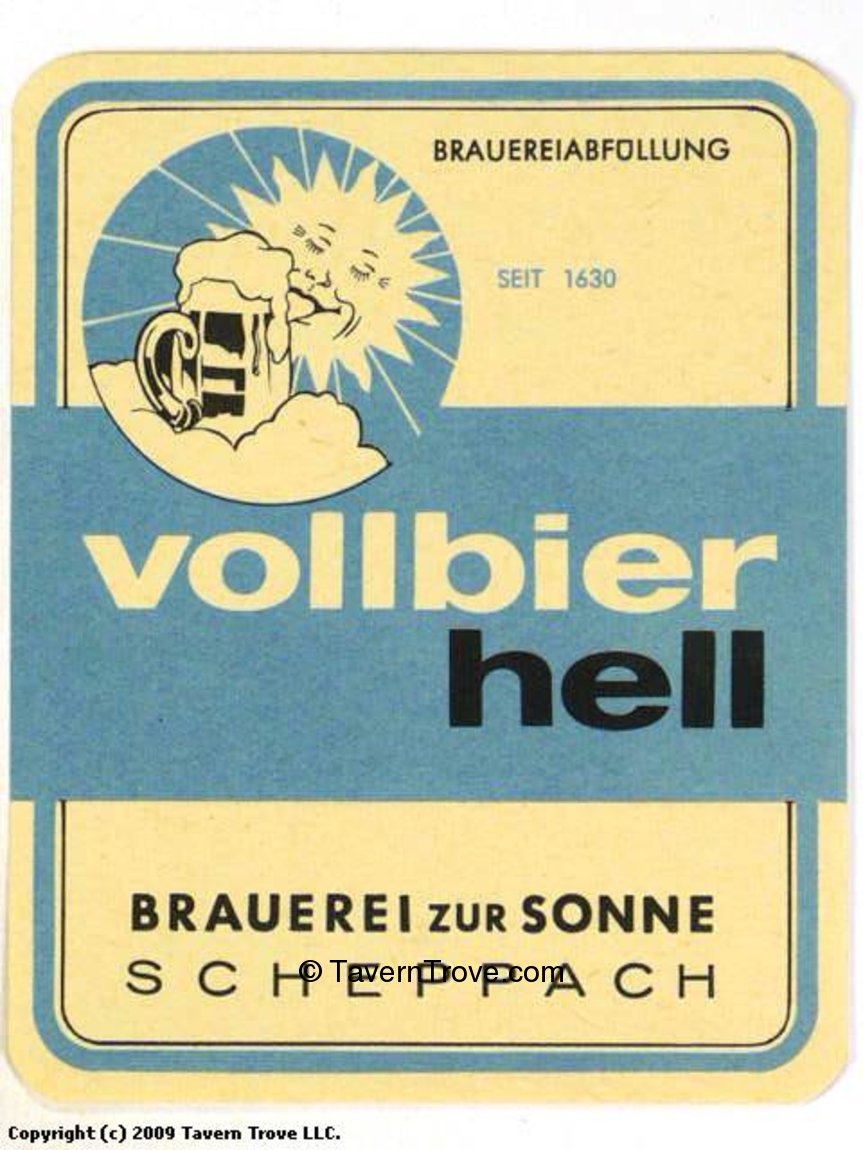 BRAUEREIABFÜLLUNG
SEIT 1630
vollbier
hell
BRAUEREI ZUR SONNE
SCHEPPACH
© TavernTrove.com
Copyright (c) 2009 Tavern Trove LLC.